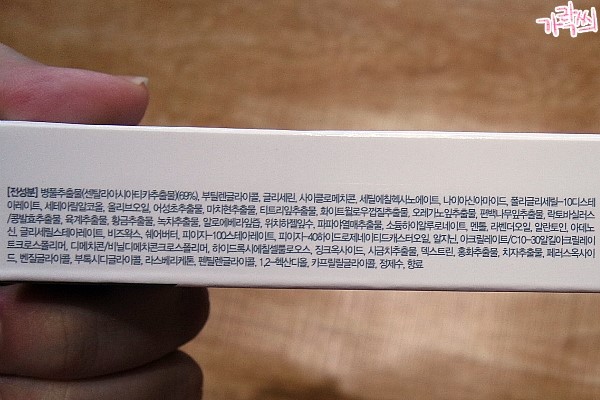 가락찌
[전성분] 병풀추출물(센탈라아시아티카추출물)(69%), 부틸렌글라이콜, 글리세린, 사이클로메치콘, 세틸에칠헥사노에이트, 나이아신아마이드, 폴리글리세틸-10디스테
아레이트, 세테아릴알코올, 올리브오일, 어성초추출물, 마치현추출물, 티트리잎추출물, 화이트윌로우껍질추출물, 오레가노잎추출물, 편백나무잎추출물, 락토바실러스
/콩발효추출물, 육계추출물, 황금추출물, 녹차추출물, 알로에베라잎즙, 위치하젤잎수, 파파야열매추출물, 소듐하이알루로네이트, 멘톨, 라벤더오일, 알란토인, 아데노
신, 글리세릴스테아레이트, 비즈왁스, 쉐어버터, 피이지-100스테아레이트, 피이지-40하이드로제네이티드캐스터오일, 알지닌, 아크릴레이트/C10-30알킬아크릴레이
트크로스폴리머, 디메치콘/비닐디메치콘크로스폴리머, 하이드록시에칠셀룰로오스, 징크옥사이드, 시금치추출물, 덱스트린, 홍화추출물, 치자추출물, 페러스옥사이
드, 벤질글라이콜, 부톡시디글라이콜, 라스베리케톤, 펜틸렌글라이콜, 1,2-헥산디올, 카프릴릴글라이콜, 정제수, 향료